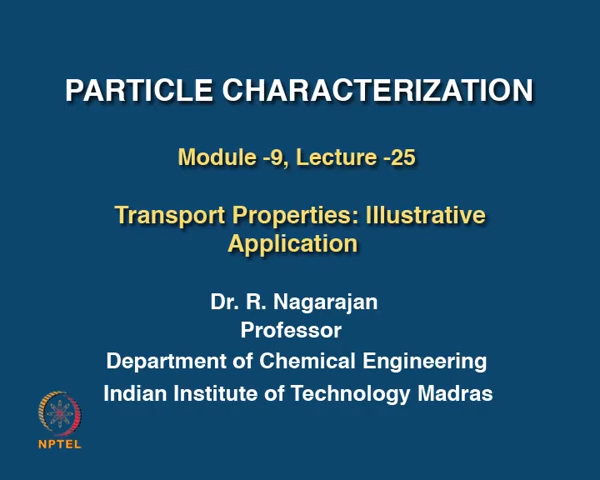 PARTICLE CHARACTERIZATION
Module -9, Lecture -25
Transport Properties: Illustrative
Application
Dr. R. Nagarajan
Professor
Department of Chemical Engineering
Indian Institute of Technology Madras
NPTEL